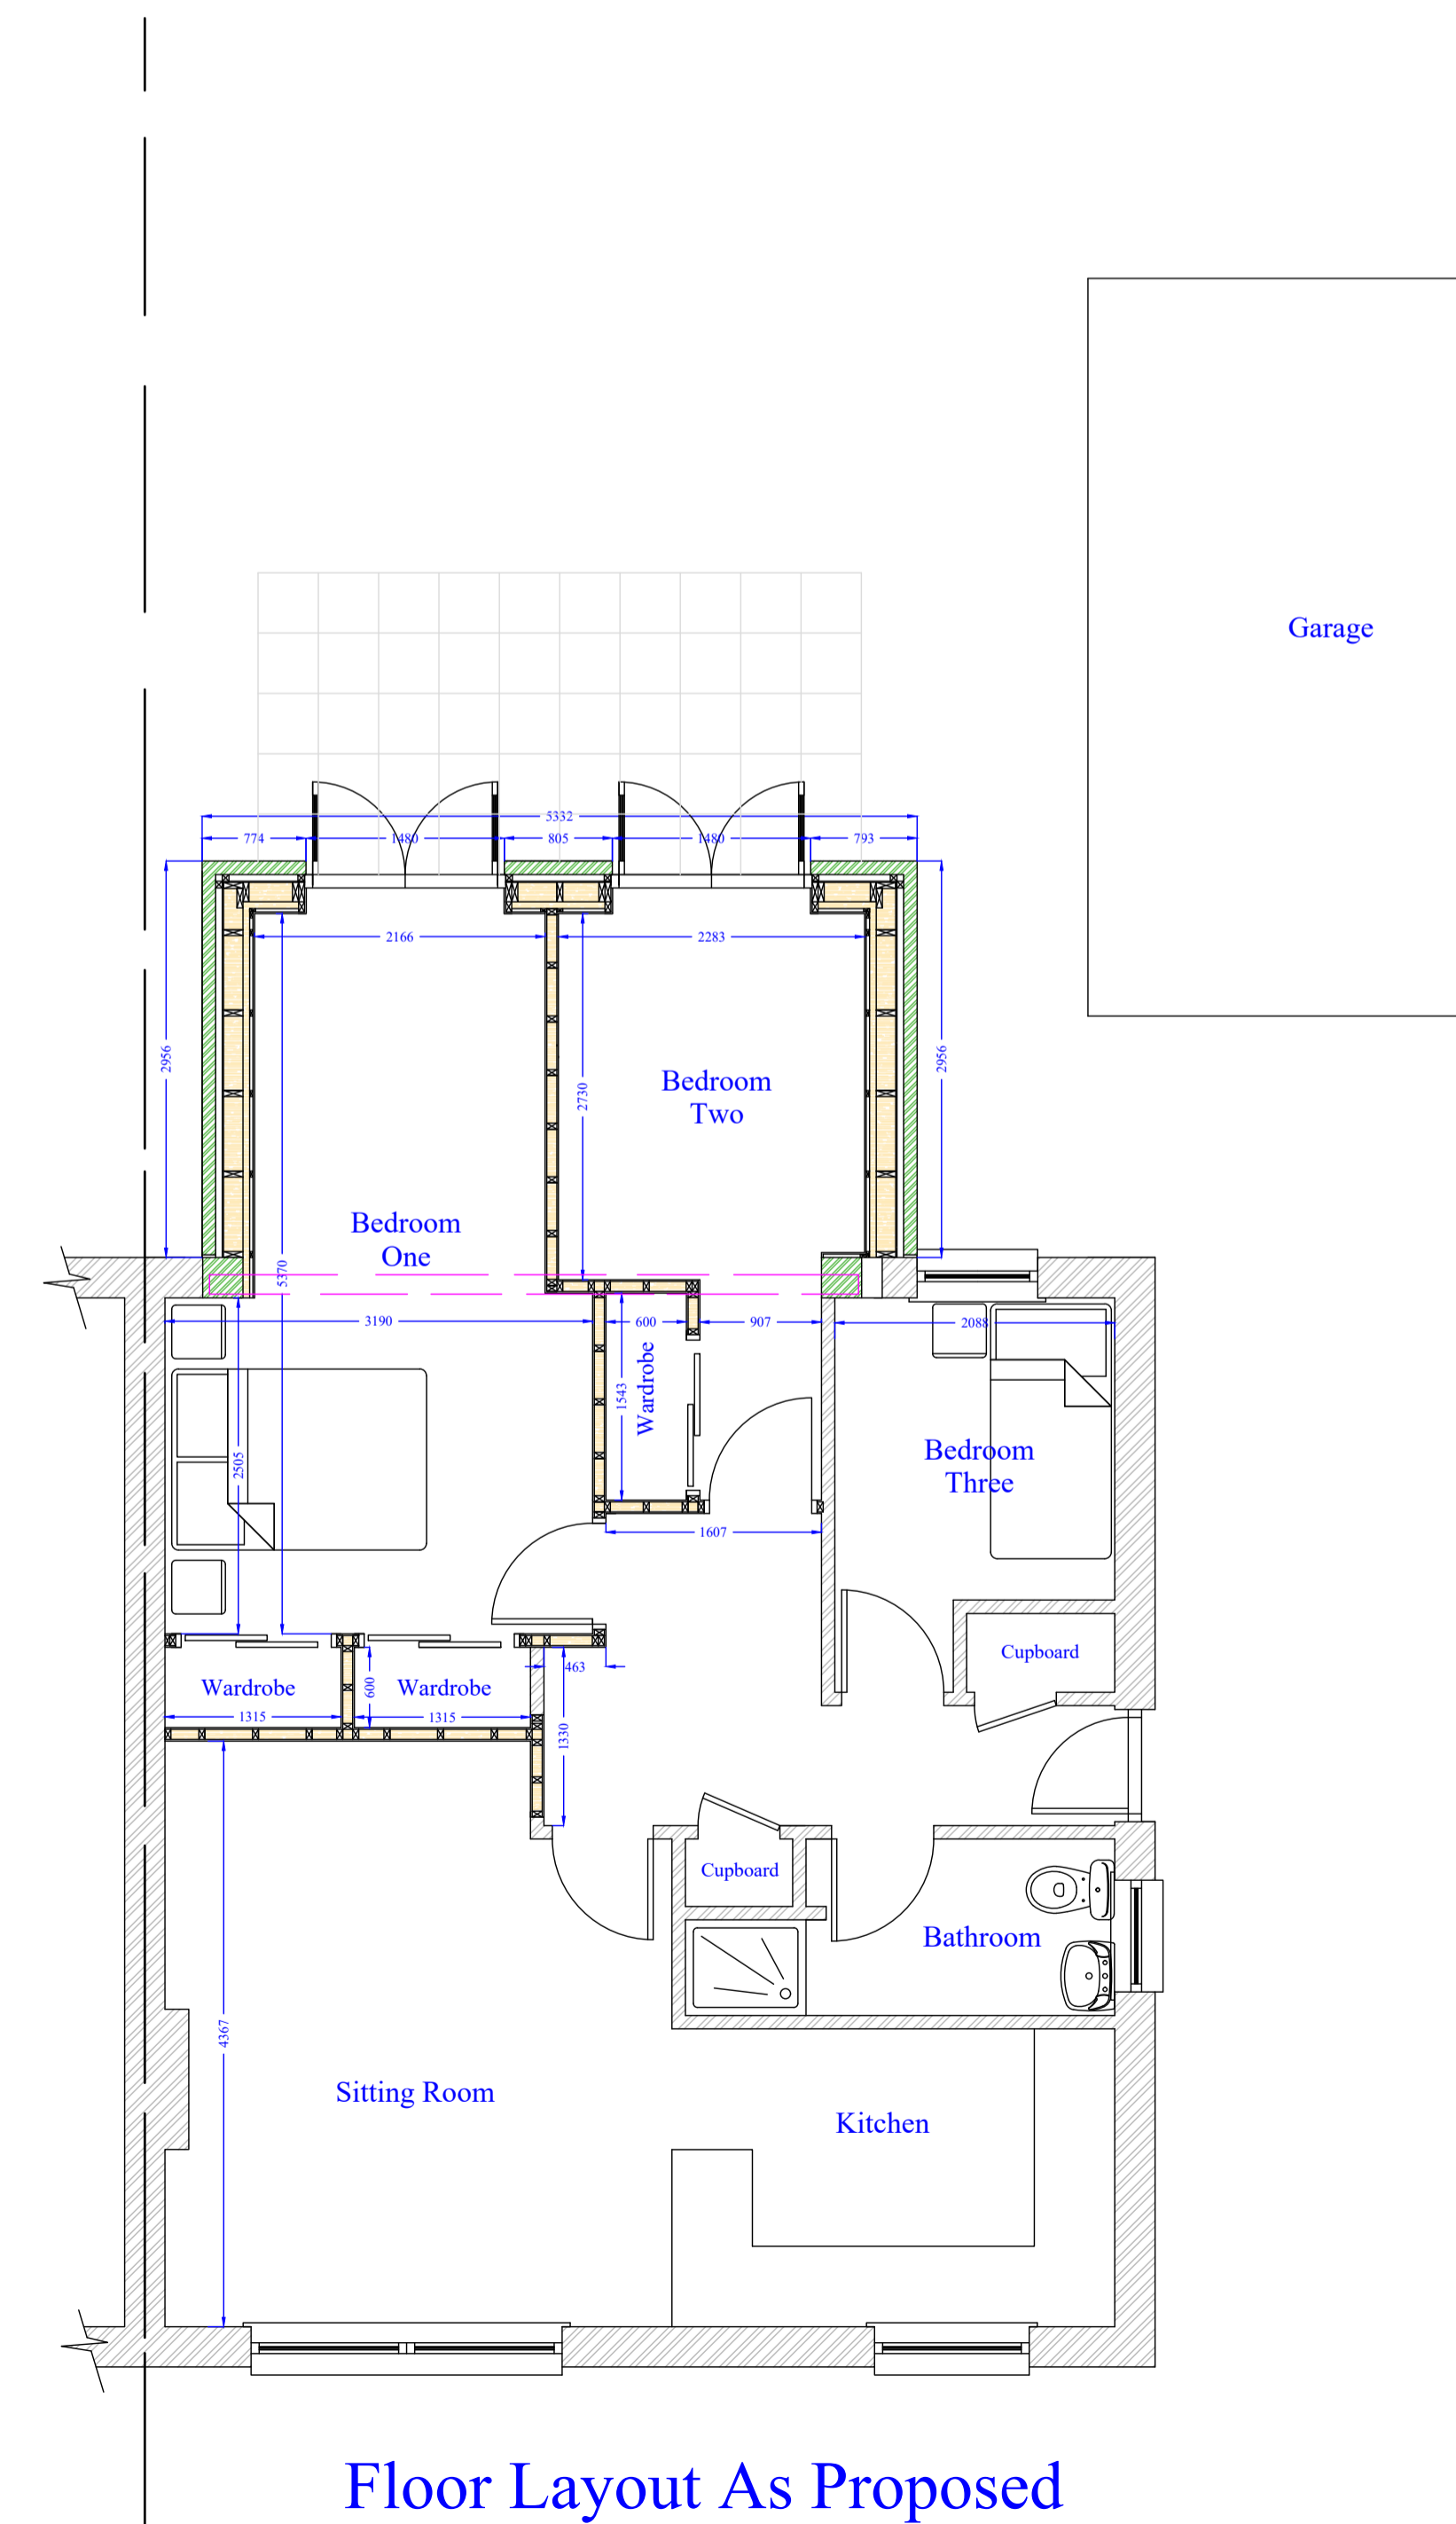 Garage
5332
774
1480
805
1480
793
2166
2283
2956
2956
2730
Bedroom
Two
Bedroom
One
5370
3190
600
907
2088
Wardrobe
1543
2505
Bedroom
Three
1607
Cupboard
463
Wardrobe
600
Wardrobe
1315
1315
1330
Cupboard
Bathroom
4367
Sitting Room
Kitchen
Floor Layout As Proposed